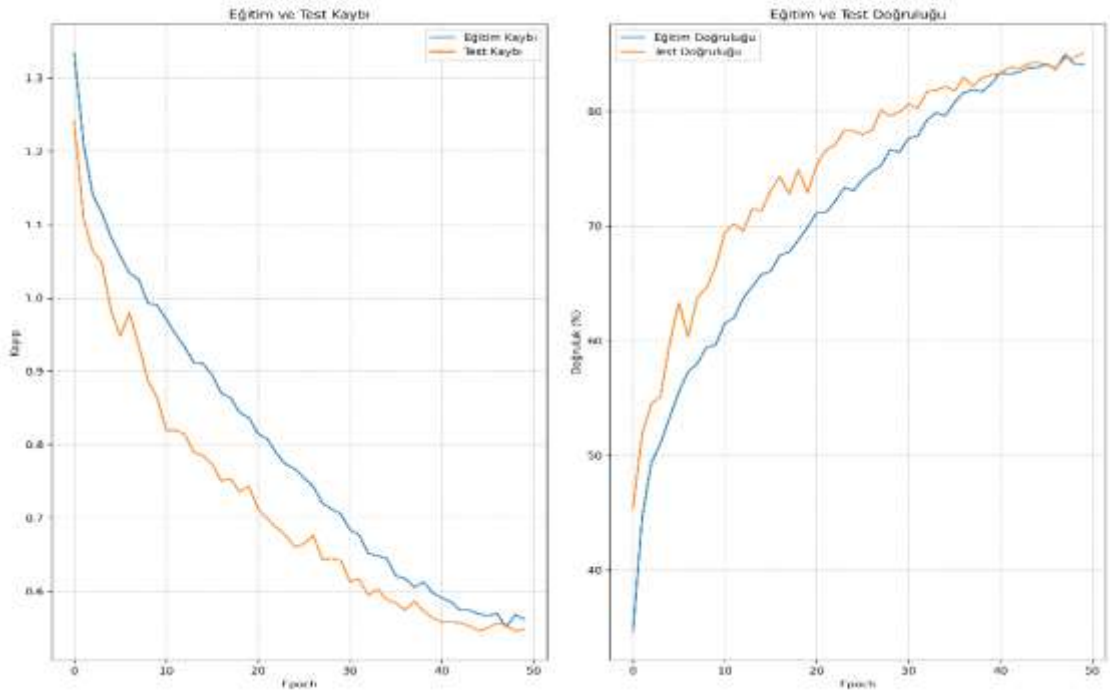 Eğitim ve Test Kaybı
Eğitim Kaybı
Test Kaybı
1.3
1.2
1.1
1.0
0.9
0.8
0.7
0.6
Kayıp
0 10 20 30 40 50
Epoch
Eğitim ve Test Doğruluğu
Eğitim Doğruluğu
Test Doğruluğu
80
70
60
50
40
Doğruluk (%)
0 10 20 30 40 50
Epoch